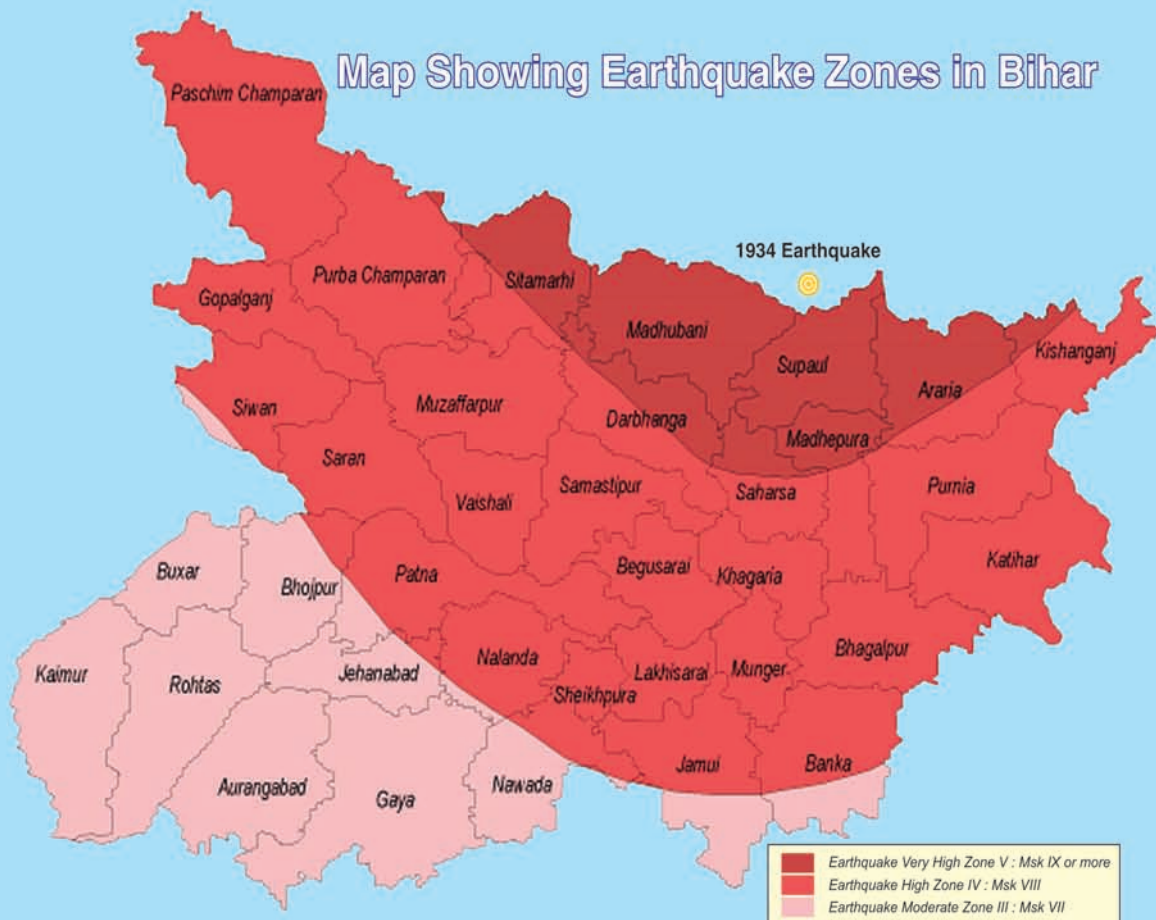 Map Showing Earthquake Zones in Bihar
Paschim Champaran
1934 Earthquake
Purba Champaran
Sitamarhi
Gopalganj
Madhubani
Kishanganj
Supaul
Araria
Siwan
Muzaffarpur
Darbhanga
Madhepura
Saran
Vaishali
Samastipur
Saharsa
Purnia
Buxar
Bhojpur
Patna
Begusarai
Khagaria
Katihar
Kaimur
Rohtas
Jehanabad
Nalanda
Sheikhpura
Lakhisarai
Munger
Bhagalpur
Aurangabad
Gaya
Nawada
Jamui
Banka
Earthquake Very High Zone V : Msk IX or more
Earthquake High Zone IV : Msk VIII
Earthquake Moderate Zone III : Msk VII